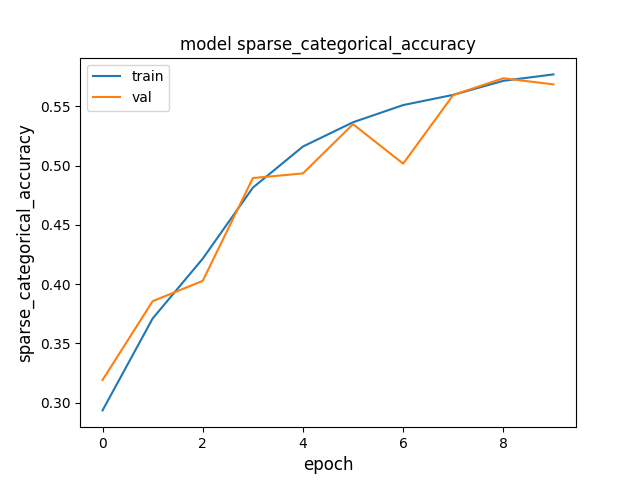 model sparse_categorical_accuracy
train
val
sparse_categorical_accuracy
0.55
0.50
0.45
0.40
0.35
0.30
0 2 4 6 8
epoch